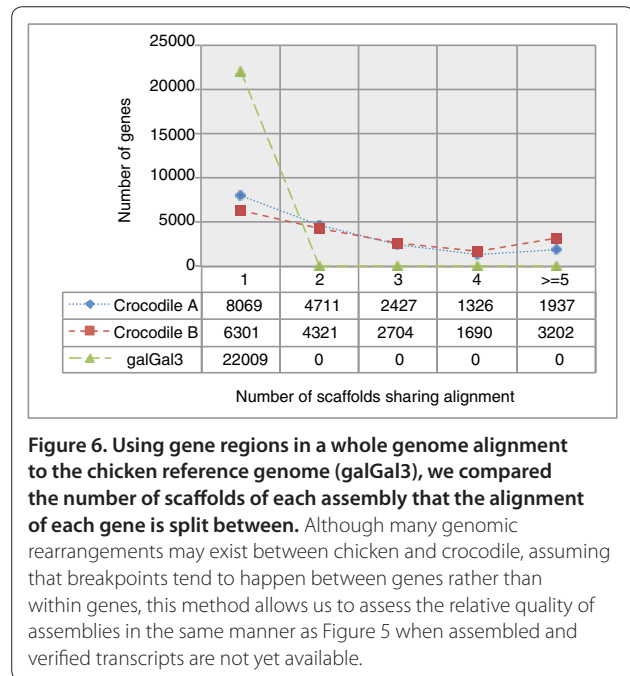 25000
20000
15000
10000
5000
0
Number of genes
1 2 3 4 >=5
Crocodile A 8069 4711 2427 1326 1937
Crocodile B 6301 4321 2704 1690 3202
galGal3 22009 0 0 0 0
Number of scaffolds sharing alignment
Figure 6. Using gene regions in a whole genome alignment
to the chicken reference genome (galGal3), we compared
the number of scaffolds of each assembly that the alignment
of each gene is split between. Although many genomic
rearrangements may exist between chicken and crocodile, assuming
that breakpoints tend to happen between genes rather than
within genes, this method allows us to assess the relative quality of
assemblies in the same manner as Figure 5 when assembled and
verified transcripts are not yet available.